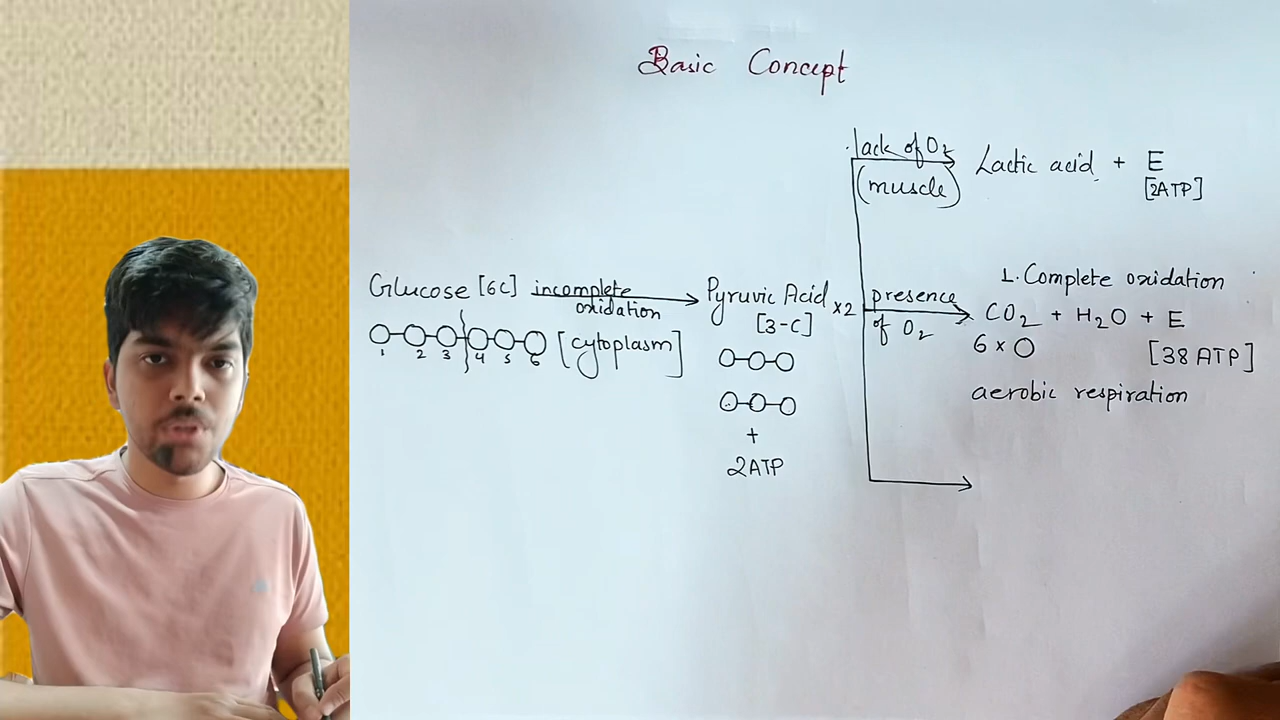 Basic Concept
lack of O2
(muscle)
Lactic acid + E
[2ATP]
Glucose [6C]
incomplete
oxidation
[cytoplasm]
1 2 3 4 5 6
Pyruvic Acid ×2
[3-C]
+
2ATP
presence
of O2
1. Complete oxidation
CO2 + H2O + E
6 ×
[38 ATP]
aerobic respiration